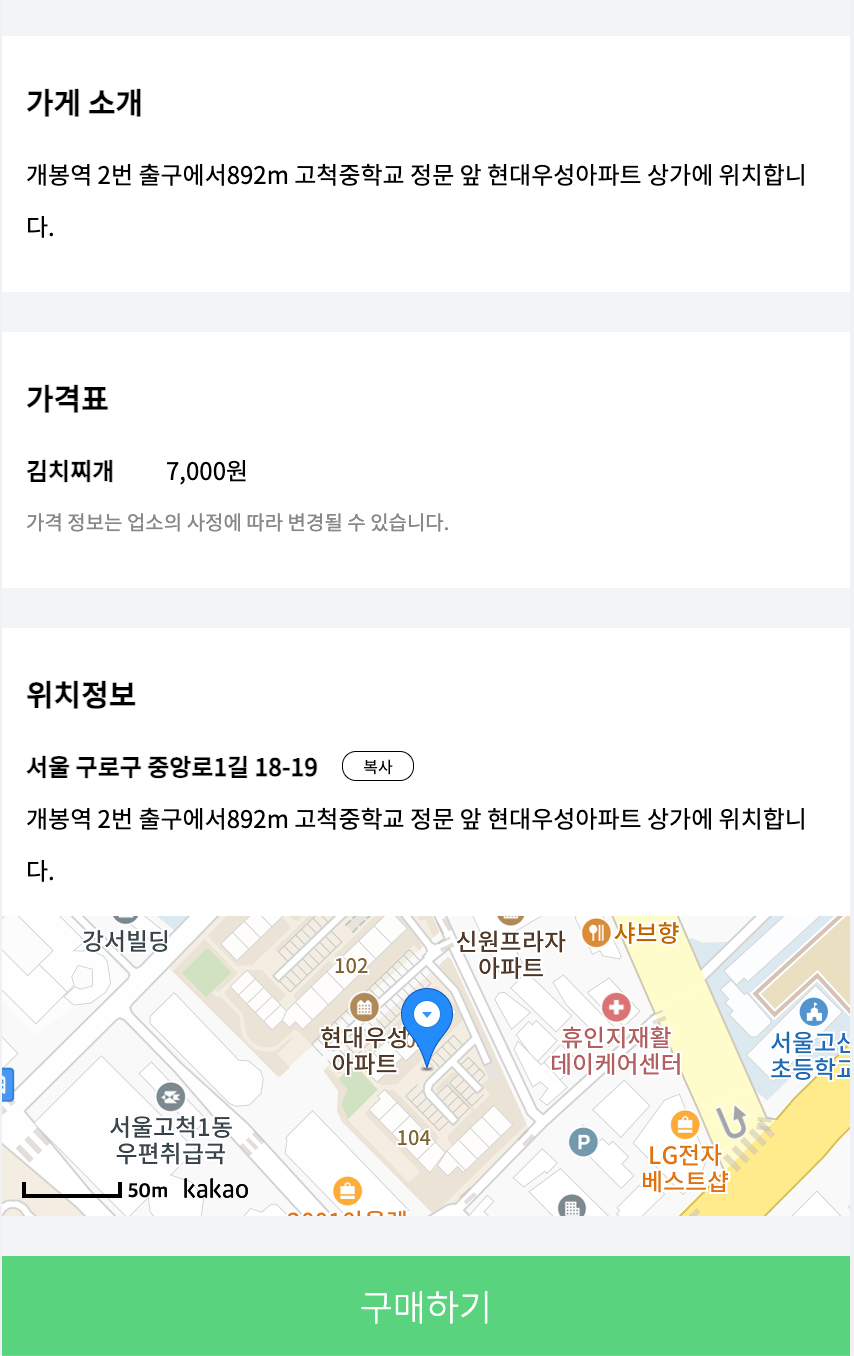 가게 소개
개봉역 2번 출구에서892m 고척중학교 정문 앞 현대우성아파트 상가에 위치합니
다.
가격표
김치찌개 7,000원
가격 정보는 업소의 사정에 따라 변경될 수 있습니다.
위치정보
서울 구로구 중앙로1길 18-19 복사
개봉역 2번 출구에서892m 고척중학교 정문 앞 현대우성아파트 상가에 위치합니
다.
강서빌딩
신원프라자
아파트
샤브향
102
현대우성
아파트
휴인지재활
데이케어센터
서울고산
초등학교
서울고척1동
우편취급국
104
P
LG전자
베스트샵
50m kakao
구매하기